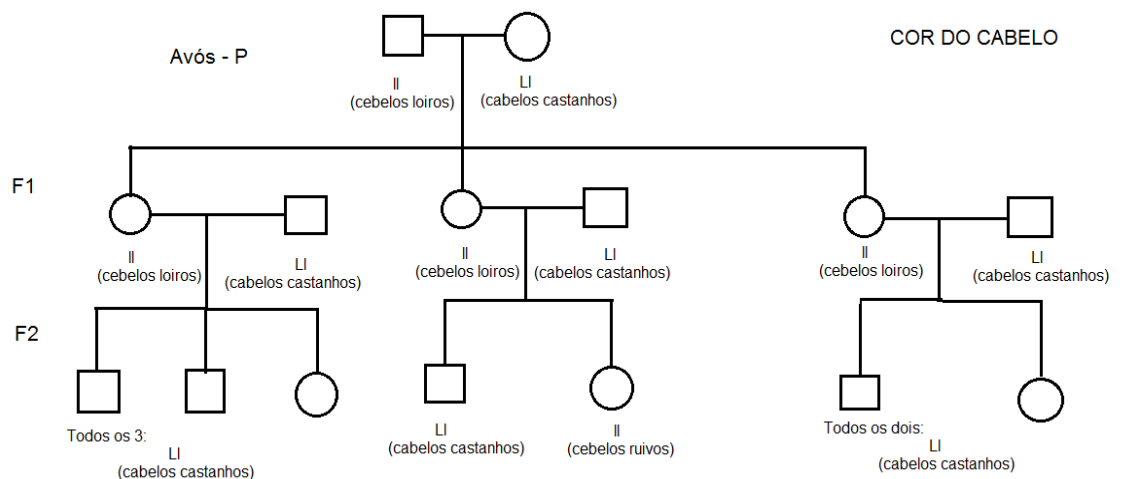 Avós - P
COR DO CABELO
ll
(cebelos loiros)
Ll
(cabelos castanhos)
F1
ll
(cebelos loiros)
Ll
(cabelos castanhos)
ll
(cebelos loiros)
Ll
(cabelos castanhos)
ll
(cebelos loiros)
Ll
(cabelos castanhos)
F2
Todos os 3:
Ll
(cabelos castanhos)
Ll
(cabelos castanhos)
ll
(cebelos ruivos)
Todos os dois:
Ll
(cabelos castanhos)